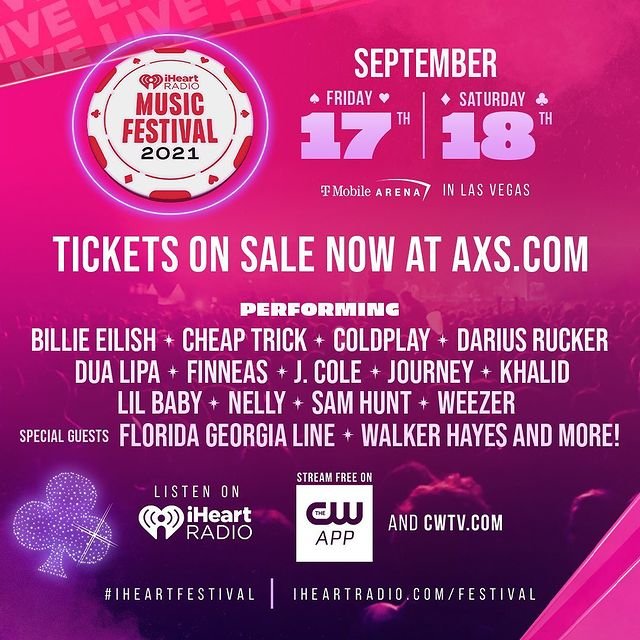 LIVE LIVE LIVE LIVE
iHeart
RADIO
MUSIC
FESTIVAL
2021
SEPTEMBER
FRIDAY
17TH
SATURDAY
18TH
T Mobile ARENA IN LAS VEGAS
TICKETS ON SALE NOW AT AXS.COM
PERFORMING
BILLIE EILISH + CHEAP TRICK + COLDPLAY + DARIUS RUCKER
DUA LIPA + FINNEAS + J. COLE + JOURNEY + KHALID
LIL BABY + NELLY + SAM HUNT + WEEZER
SPECIAL GUESTS FLORIDA GEORGIA LINE + WALKER HAYES AND MORE!
LISTEN ON
iHeart
RADIO
STREAM FREE ON
THE CW
APP
AND CWTV.COM
#IHEARTFESTIVAL | IHEARTRADIO.COM/FESTIVAL